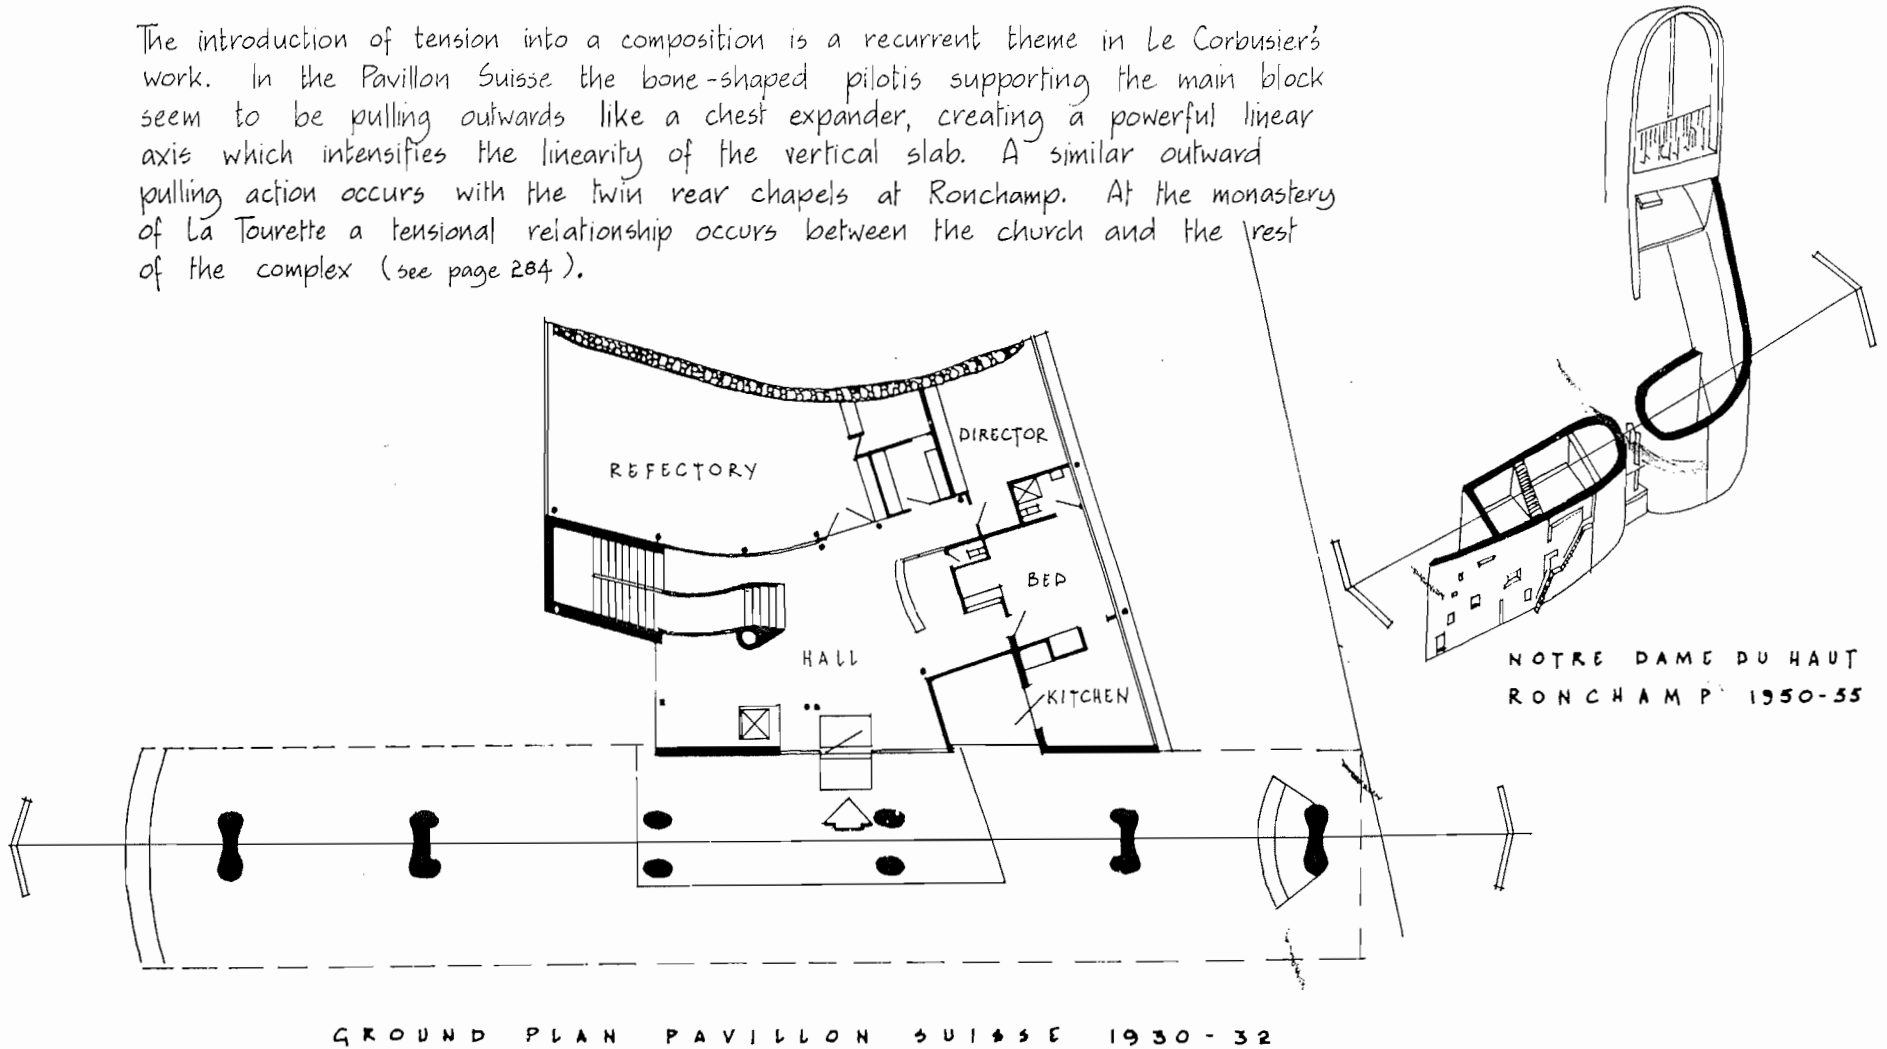 The introduction of tension into a composition is a recurrent theme in Le Corbusier's
work. In the Pavillon Suisse the bone-shaped pilotis supporting the main block
seem to be pulling outwards like a chest expander, creating a powerful linear
axis which intensifies the linearity of the vertical slab. A similar outward
pulling action occurs with the twin rear chapels at Ronchamp. At the monastery
of La Tourette a tensional relationship occurs between the church and the rest
of the complex (see page 284).
DIRECTOR
REFECTORY
BED
HALL
KITCHEN
NOTRE DAME DU HAUT
RONCHAMP 1950-55
GROUND PLAN PAVILLON SUISSE 1930-32